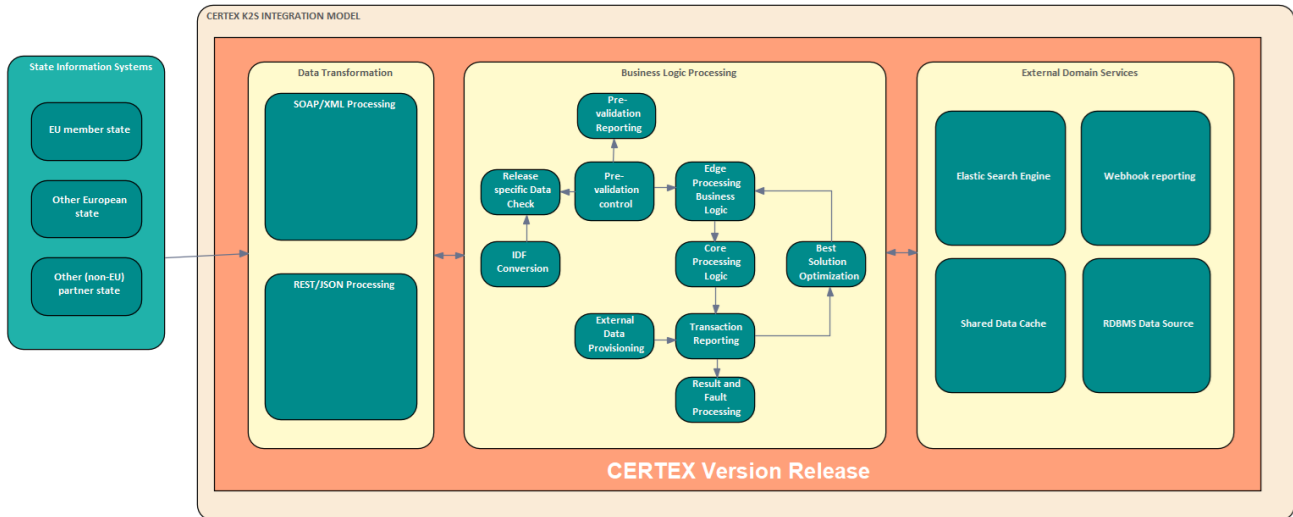 CERTEX K2S INTEGRATION MODEL
State Information Systems
EU member state
Other European
state
Other (non-EU)
partner state
Data Transformation
SOAP/XML Processing
REST/JSON Processing
Business Logic Processing
Pre-
validation
Reporting
Release
specific Data
Check
Pre-
validation
control
Edge
Processing
Business
Logic
IDF
Conversion
Core
Processing
Logic
Best
Solution
Optimization
External
Data
Provisioning
Transaction
Reporting
Result and
Fault
Processing
External Domain Services
Elastic Search Engine
Webhook reporting
Shared Data Cache
RDBMS Data Source
CERTEX Version Release